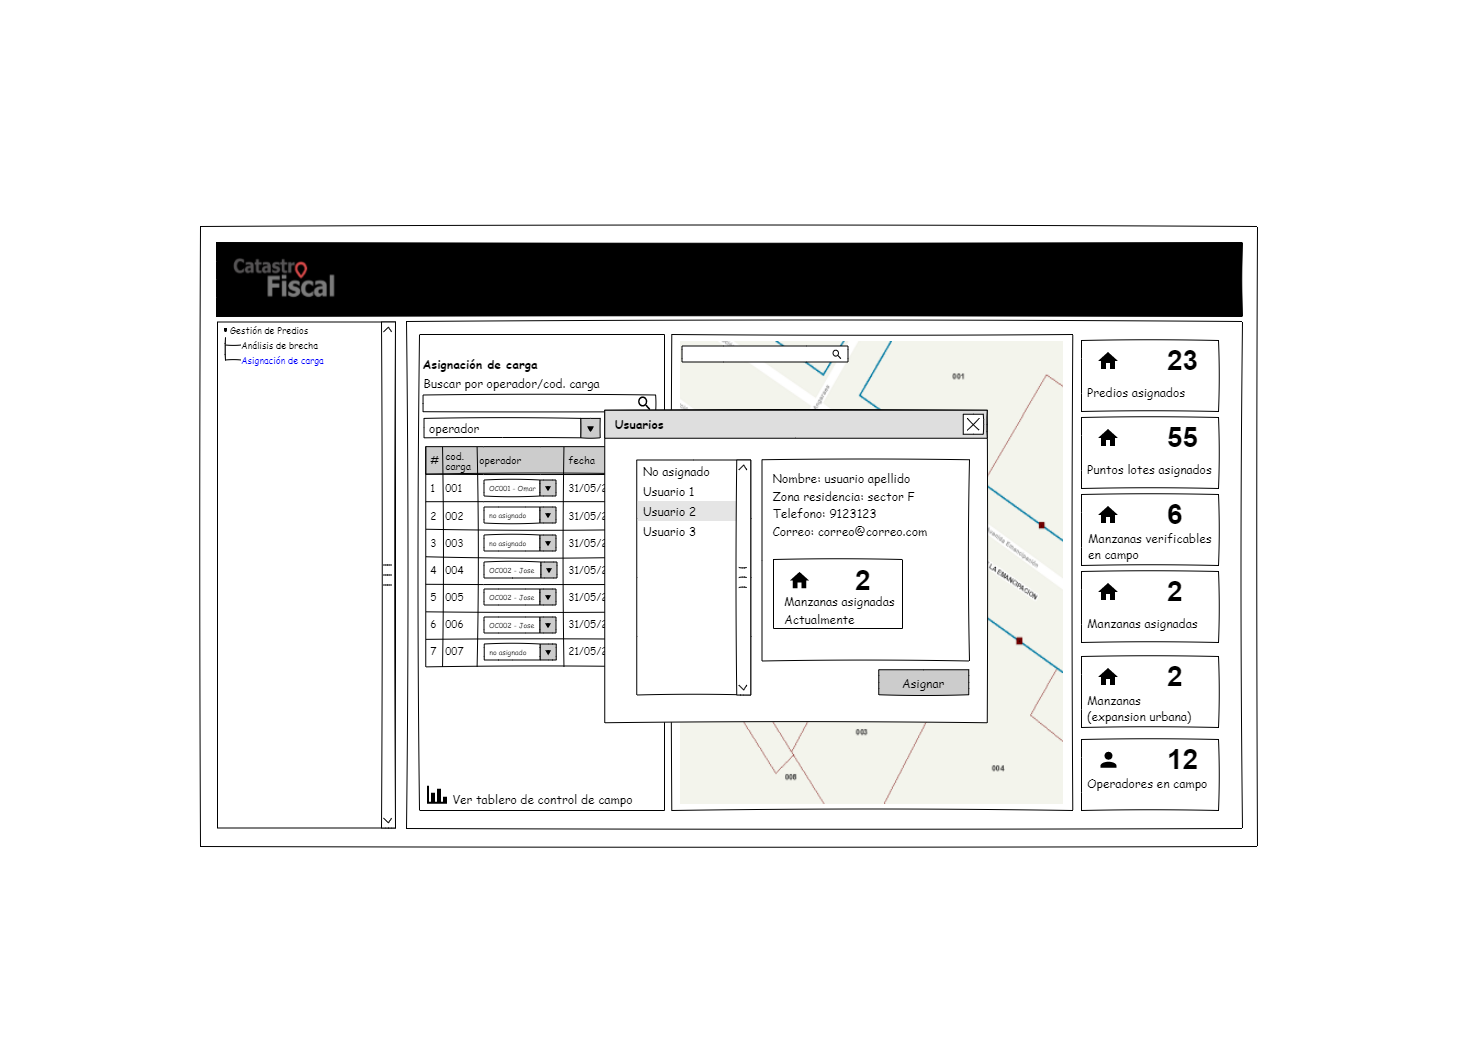 Catastro
Fiscal
Gestión de Predios
Análisis de brecha
Asignación de carga
Asignación de carga
Buscar por operador/cod. carga
operador
# cod. carga operador fecha
1 001 OC001 - Omar 31/05/2
2 002 no asignado 31/05/2
3 003 no asignado 31/05/2
4 004 OC002 - Jose 31/05/2
5 005 OC002 - Jose 31/05/2
6 006 OC002 - Jose 31/05/2
7 007 no asignado 21/05/2
Ver tablero de control de campo
001
Angaraes
Usuarios
No asignado
Usuario 1
Usuario 2
Usuario 3
Nombre: usuario apellido
Zona residencia: sector F
Telefono: 9123123
Correo: correo@correo.com
2
Manzanas asignadas
Actualmente
Asignar
Emancipación
LA EMANCIPACION
003
004
006
23
Predios asignados
55
Puntos lotes asignados
6
Manzanas verificables
en campo
2
Manzanas asignadas
2
Manzanas
(expansion urbana)
12
Operadores en campo